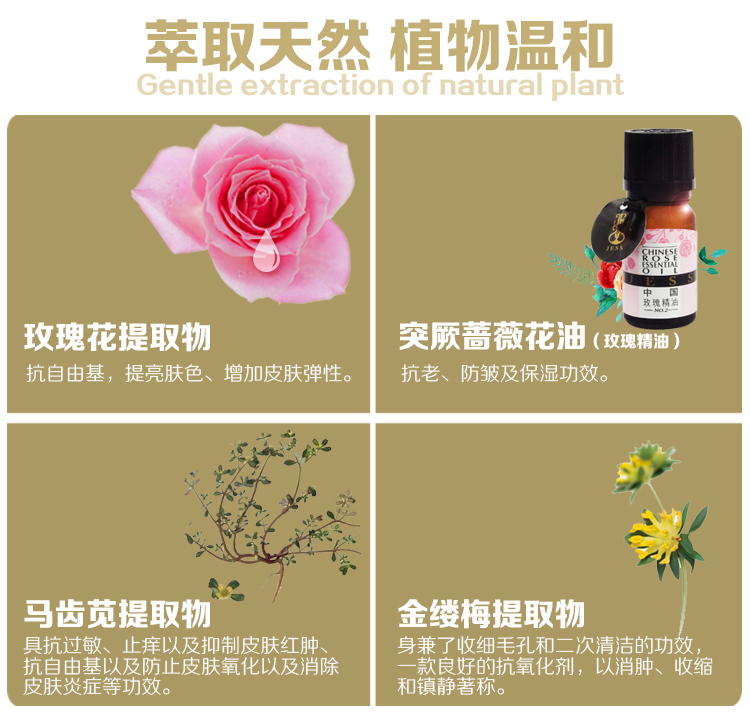 萃取天然 植物温和
Gentle extraction of natural plant
JESS
CHINESE
ROSE
ESSENTIAL
OIL
JESS
中 国
玫瑰精油
NO.2
玫瑰花提取物
抗自由基，提亮肤色、增加皮肤弹性。
突厥蔷薇花油（玫瑰精油）
抗老、防皱及保湿功效。
马齿苋提取物
具抗过敏、止痒以及抑制皮肤红肿、
抗自由基以及防止皮肤氧化以及消除
皮肤炎症等功效。
金缕梅提取物
身兼了收细毛孔和二次清洁的功效，
一款良好的抗氧化剂，以消肿、收缩
和镇静著称。